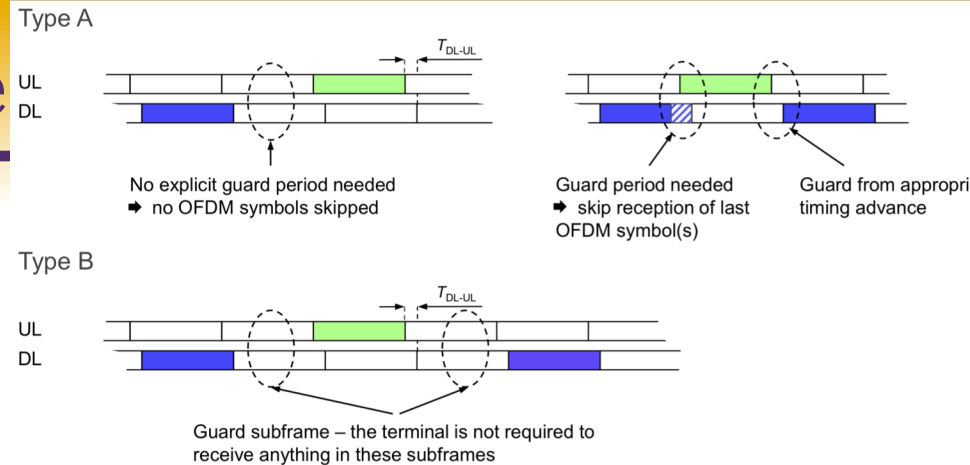 Type A
T_DL-UL
UL
DL
No explicit guard period needed
➡ no OFDM symbols skipped
Guard period needed
➡ skip reception of last
OFDM symbol(s)
Guard from appropri
timing advance
Type B
T_DL-UL
UL
DL
Guard subframe – the terminal is not required to
receive anything in these subframes